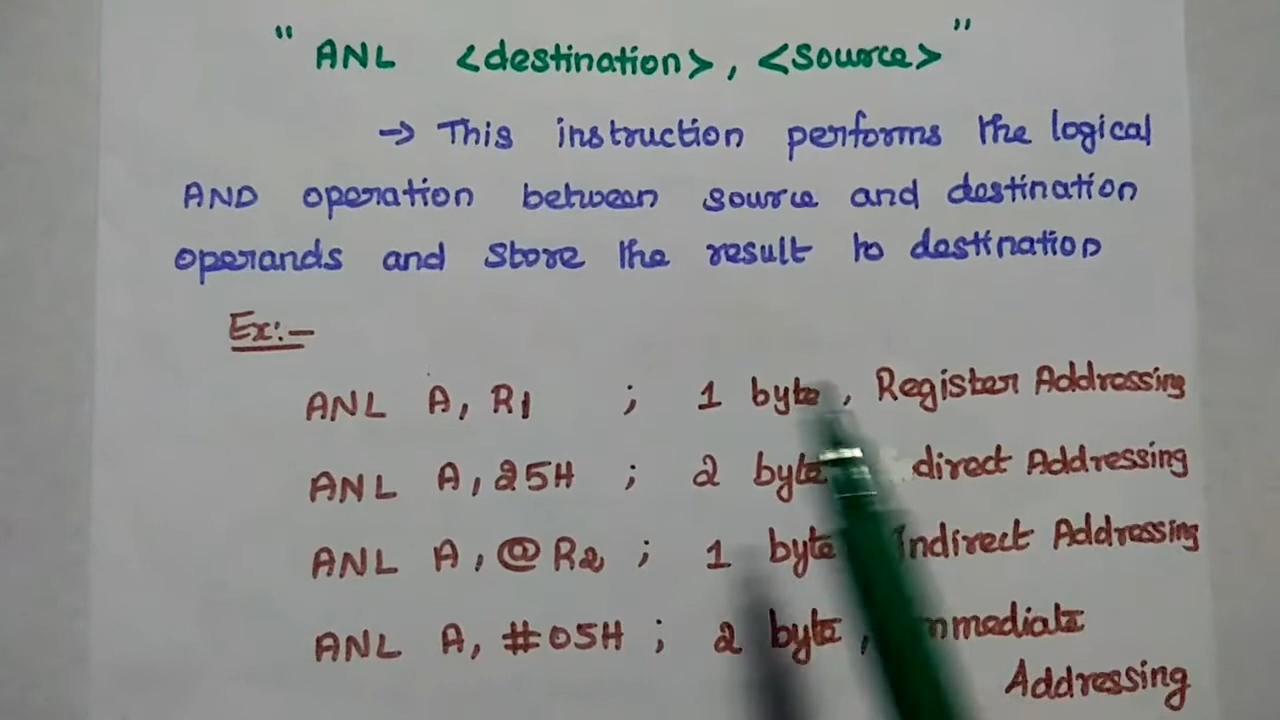 " ANL <destination>, <source> "
→ This instruction performs the logical
AND operation between source and destination
operands and store the result to destination
Ex:-
ANL A, R1 ; 1 byte, Register Addressing
ANL A, 25H ; 2 byte direct Addressing
ANL A, @R2 ; 1 byte Indirect Addressing
ANL A, #05H ; 2 byte, Immediate
Addressing